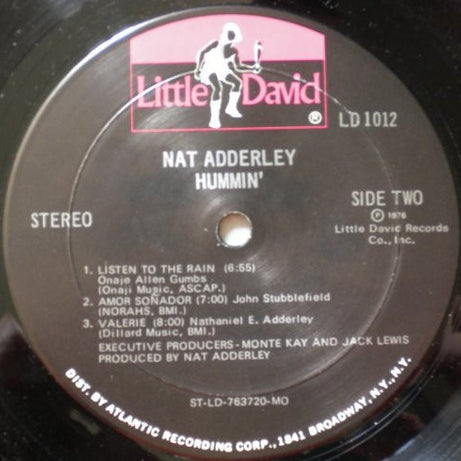 Little David ®
LD 1012
NAT ADDERLEY
HUMMIN'
STEREO
SIDE TWO
Ⓟ 1976
Little David Records
Co., Inc.
1. LISTEN TO THE RAIN (6:55)
Onaje Allen Gumbs
(Onaji Music, ASCAP.)
2. AMOR SOÑADOR (7:00) John Stubblefield
(NORAHS, BMI.)
3. VALERIE (8:00) Nathaniel E. Adderley
(Dillard Music, BMI.)
EXECUTIVE PRODUCERS - MONTE KAY AND JACK LEWIS
PRODUCED BY NAT ADDERLEY
ST-LD-763720-MO
DIST. BY ATLANTIC RECORDING CORP., 1841 BROADWAY, N.Y., N.Y.